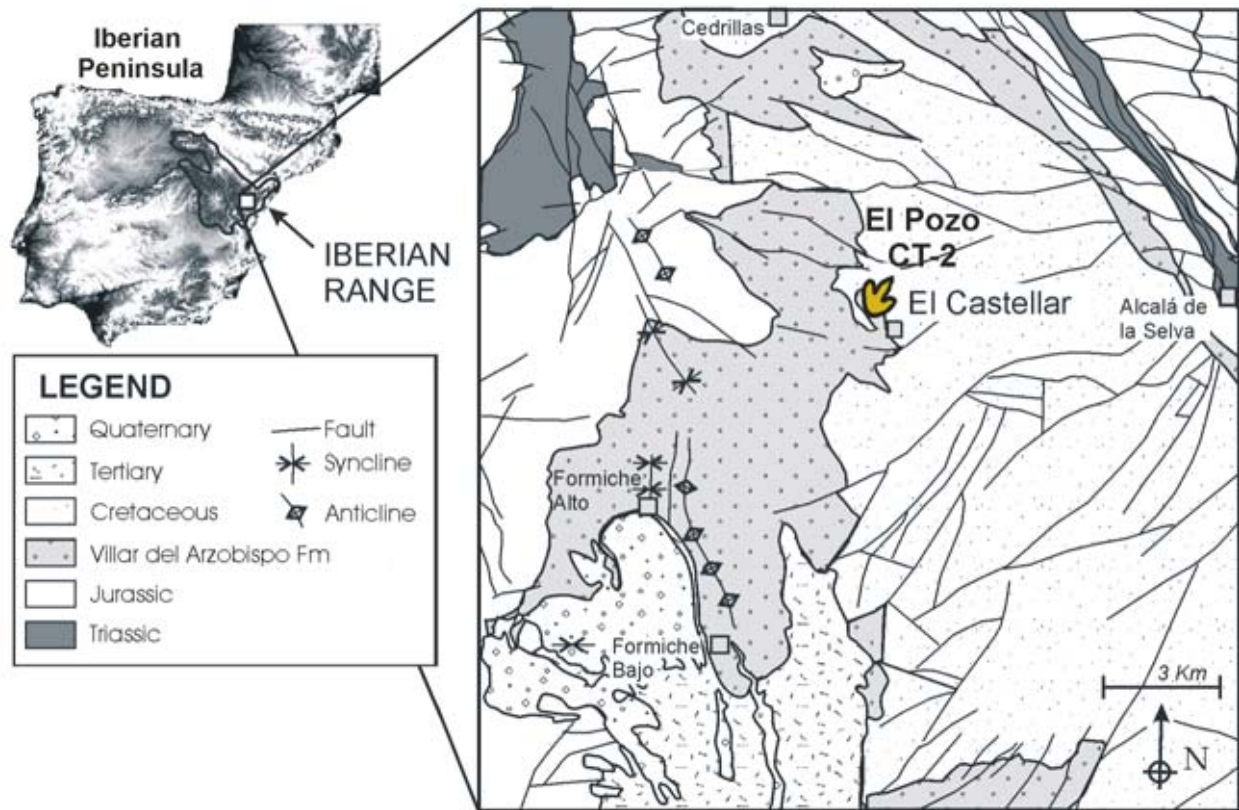 Iberian
Peninsula
IBERIAN
RANGE
LEGEND
Quaternary
Tertiary
Cretaceous
Villar del Arzobispo Fm
Jurassic
Triassic
Fault
Syncline
Anticline
Cedrillas
El Pozo
CT-2
El Castellar
Alcalá de
la Selva
Formiche
Alto
Formiche
Bajo
3 Km
N